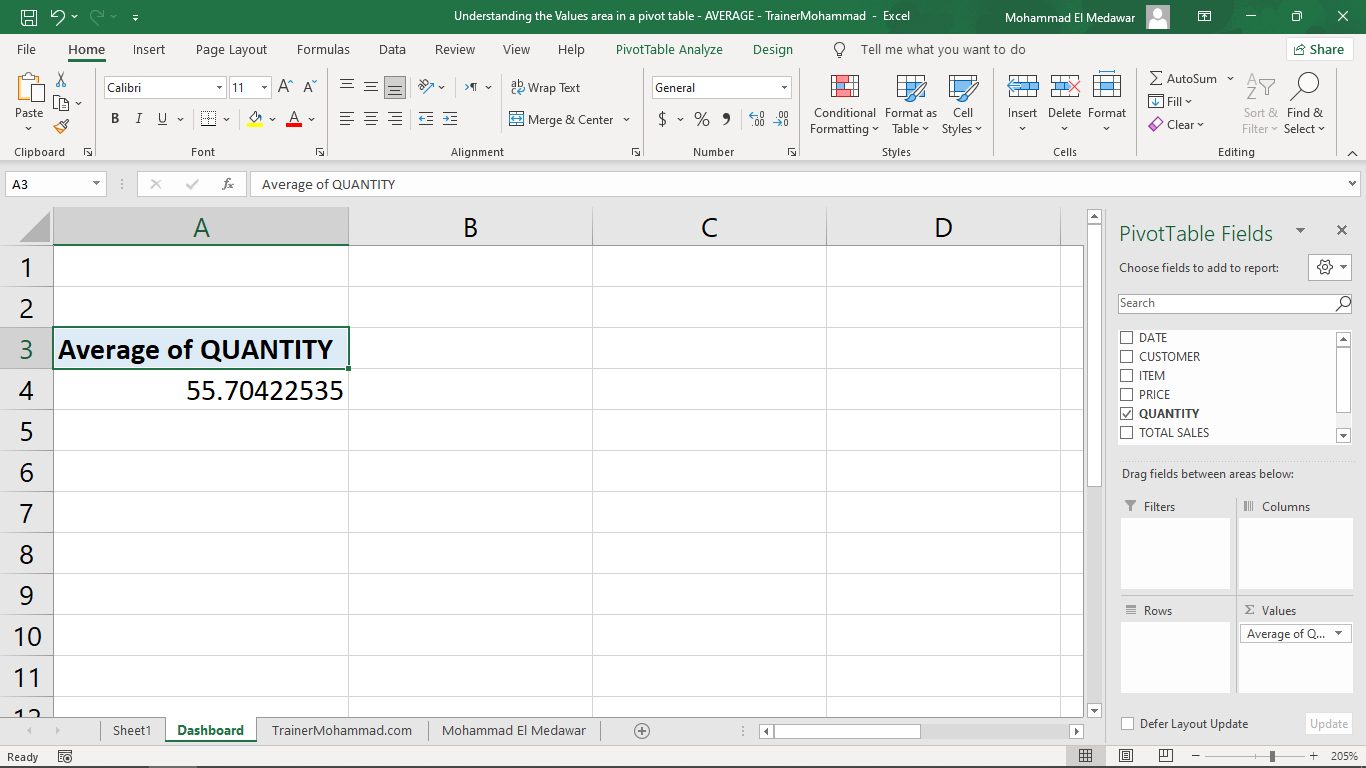 Understanding the Values area in a pivot table - AVERAGE - TrainerMohammad - Excel
Mohammad El Medawar
File Home Insert Page Layout Formulas Data Review View Help PivotTable Analyze Design Tell me what you want to do Share
Paste
Clipboard
Calibri 11
B I U A
Font
Wrap Text
Merge & Center
Alignment
General
$ % 9
Number
Conditional Formatting
Format as Table
Cell Styles
Styles
Insert Delete Format
Cells
AutoSum
Fill
Clear
Sort & Filter
Find & Select
Editing
A3 fx Average of QUANTITY
A B C D
1
2
3 Average of QUANTITY
4 55.70422535
5
6
7
8
9
10
11
12
PivotTable Fields
Choose fields to add to report:
Search
DATE
CUSTOMER
ITEM
PRICE
QUANTITY
TOTAL SALES
Drag fields between areas below:
Filters Columns
Rows Σ Values
Average of Q...
Defer Layout Update Update
Sheet1 Dashboard TrainerMohammad.com Mohammad El Medawar
Ready 205%